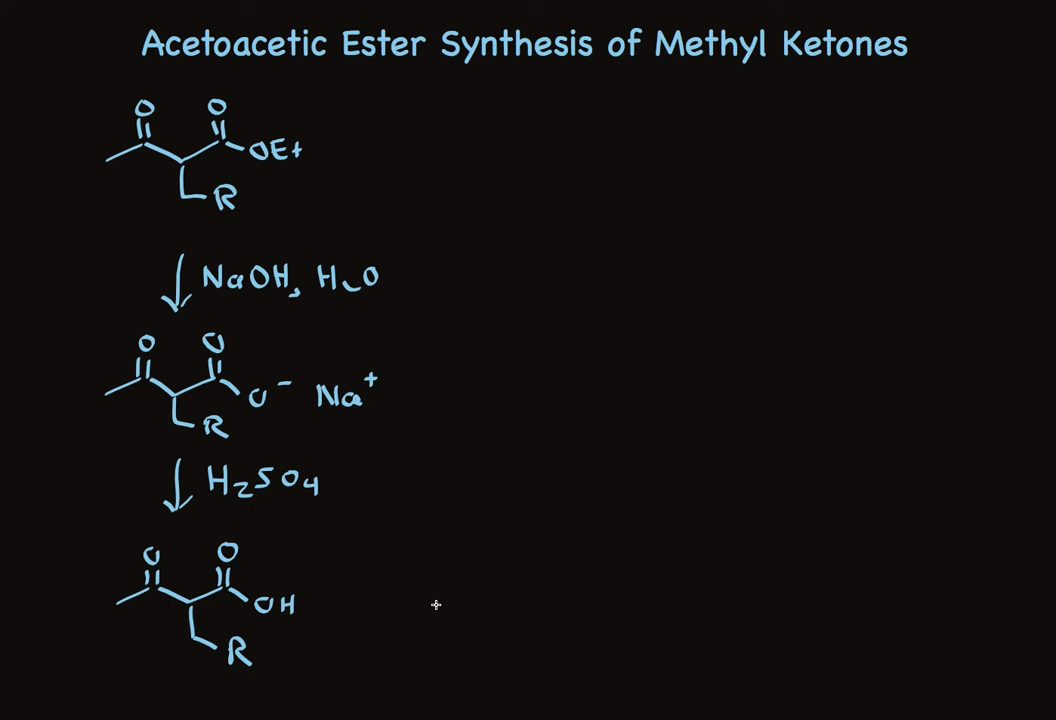 Acetoacetic Ester Synthesis of Methyl Ketones
O O
OEt
R
NaOH, H₂O
O O
O⁻ Na⁺
R
H₂SO₄
O O
OH
R